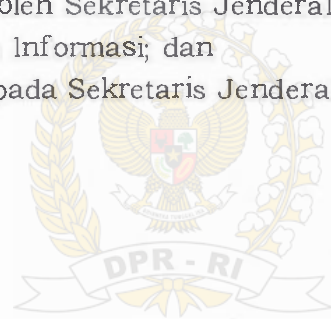 oleh Sekretaris Jenderal
Informasi; dan
pada Sekretaris Jendera
DPR - RI